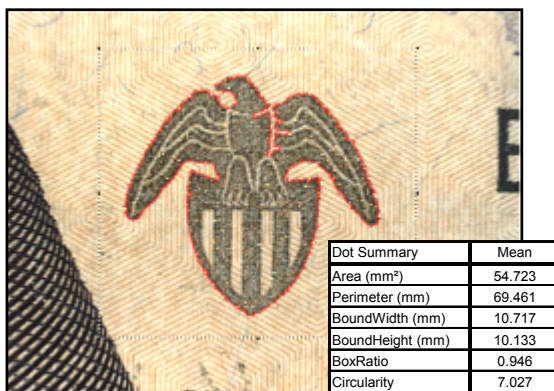 E
Dot Summary Mean
Area (mm²) 54.723
Perimeter (mm) 69.461
BoundWidth (mm) 10.717
BoundHeight (mm) 10.133
BoxRatio 0.946
Circularity 7.027